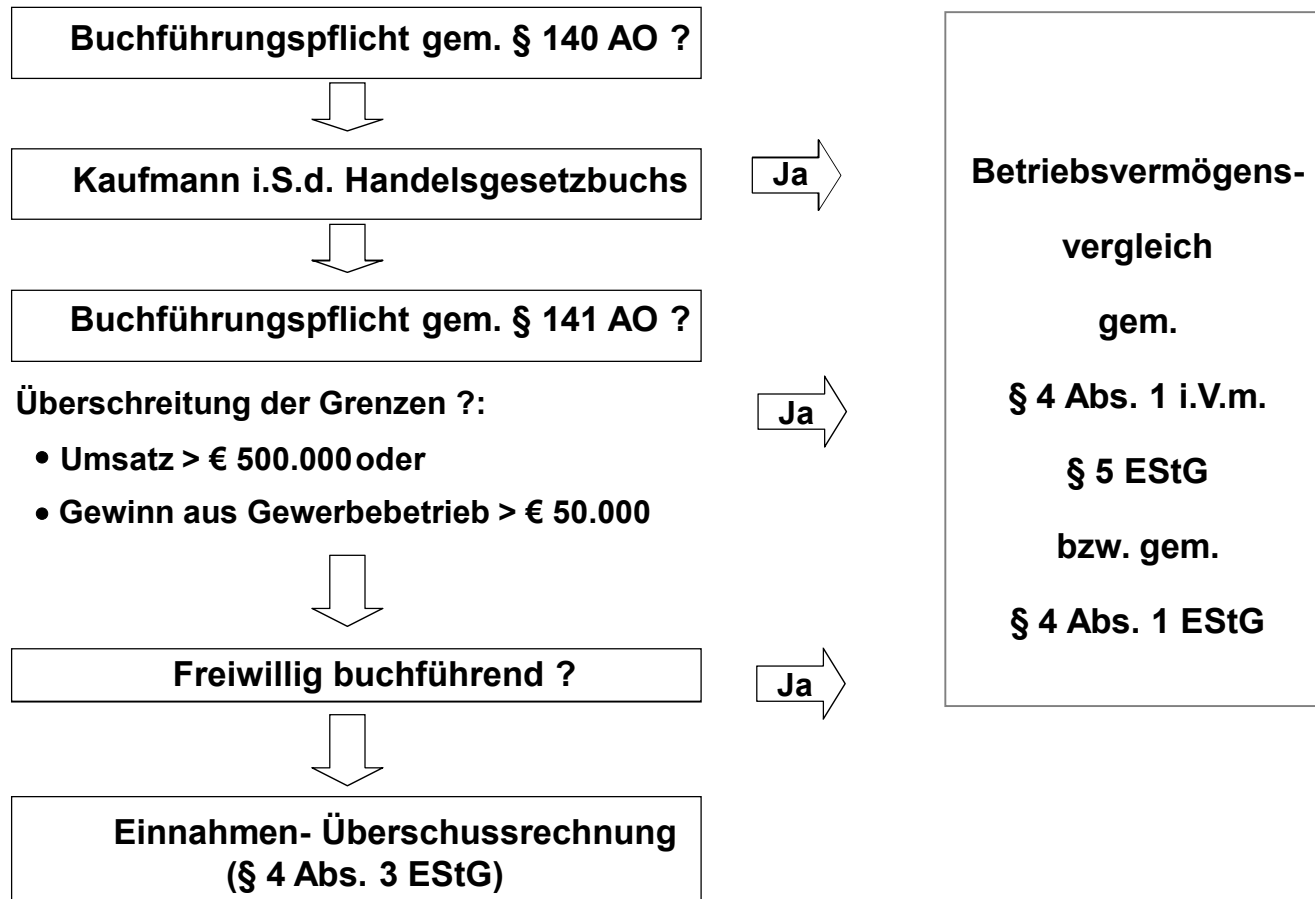 Buchführungspflicht gem. § 140 AO ?
Kaufmann i.S.d. Handelsgesetzbuchs
Ja
Buchführungspflicht gem. § 141 AO ?
Überschreitung der Grenzen ?:
• Umsatz > € 500.000 oder
• Gewinn aus Gewerbebetrieb > € 50.000
Ja
Freiwillig buchführend ?
Ja
Einnahmen- Überschussrechnung
(§ 4 Abs. 3 EStG)
Betriebsvermögens-
vergleich
gem.
§ 4 Abs. 1 i.V.m.
§ 5 EStG
bzw. gem.
§ 4 Abs. 1 EStG